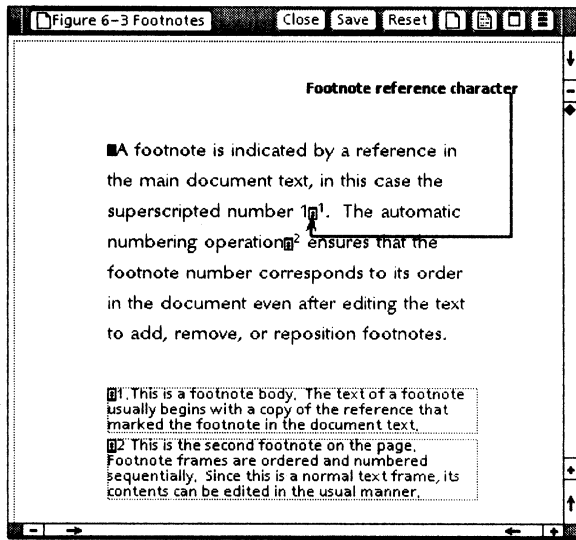 Figure 6-3 Footnotes Close Save Reset
Footnote reference character
A footnote is indicated by a reference in
the main document text, in this case the
superscripted number 1¹. The automatic
numbering operation² ensures that the
footnote number corresponds to its order
in the document even after editing the text
to add, remove, or reposition footnotes.
1. This is a footnote body. The text of a footnote
usually begins with a copy of the reference that
marked the footnote in the document text.
2 This is the second footnote on the page.
Footnote frames are ordered and numbered
sequentially. Since this is a normal text frame, its
contents can be edited in the usual manner.